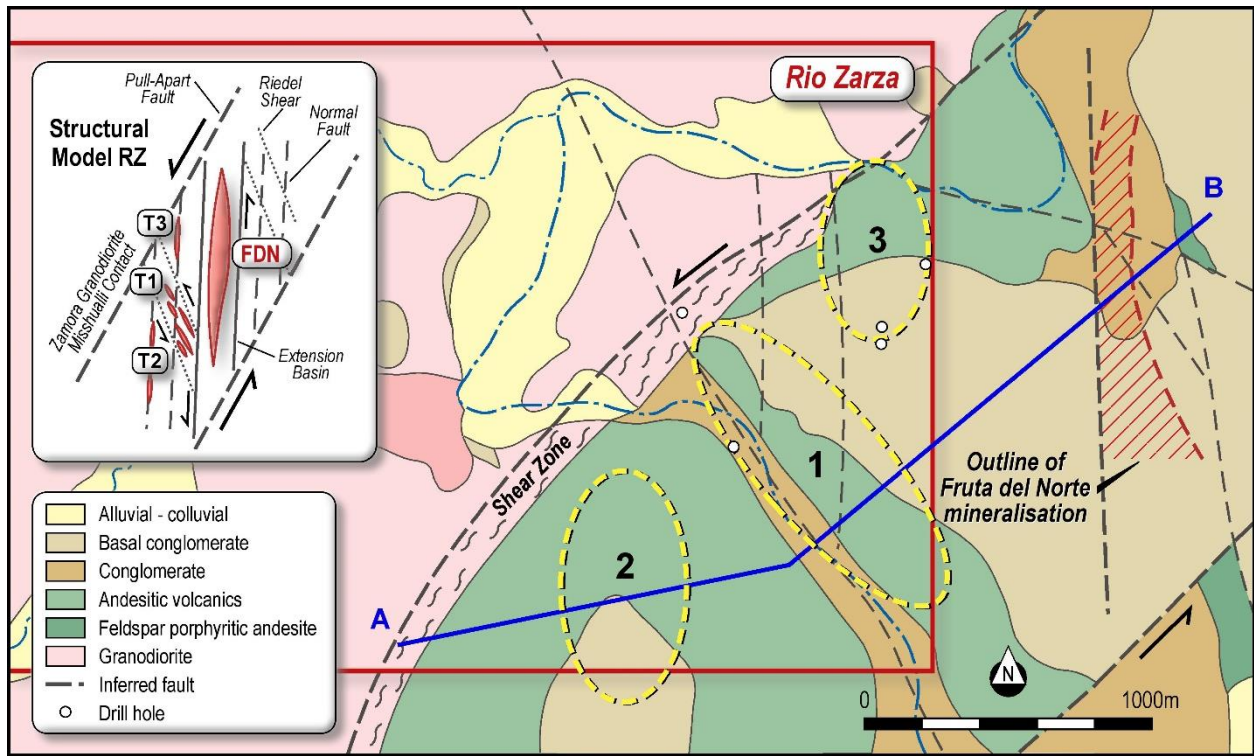 Rio Zarza
Pull-Apart
Fault
Riedel
Shear
Normal
Fault
Structural
Model RZ
T3
FDN
T1
T2
Zamora Granodiorite
Misshualli Contact
Extension
Basin
3
B
1
2
A
Shear Zone
Outline of
Fruta del Norte
mineralisation
Alluvial - colluvial
Basal conglomerate
Conglomerate
Andesitic volcanics
Feldspar porphyritic andesite
Granodiorite
Inferred fault
Drill hole
N
0 1000m